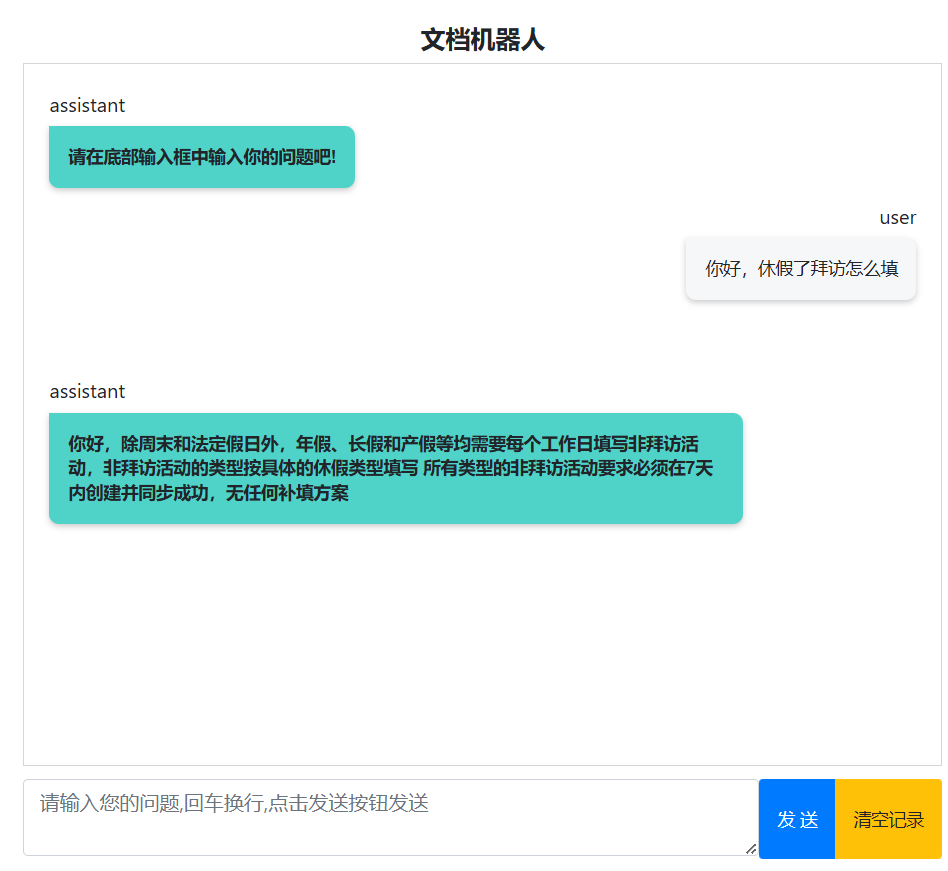 文档机器人
assistant
请在底部输入框中输入你的问题吧!
user
你好，休假了拜访怎么填
assistant
你好，除周末和法定假日外，年假、长假和产假等均需要每个工作日填写非拜访活
动，非拜访活动的类型按具体的休假类型填写 所有类型的非拜访活动要求必须在7天
内创建并同步成功，无任何补填方案
请输入您的问题,回车换行,点击发送按钮发送
发 送
清空记录